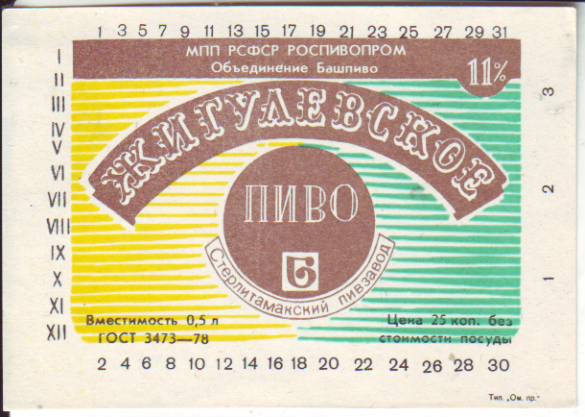 1 3 5 7 9 11 13 15 17 19 21 23 25 27 29 31
МПП РСФСР РОСПИВОПРОМ
Объединение Башпиво
11%
I
II
III
IV
V
VI
VII
VIII
IX
X
XI
XII
ЖИГУЛЕВСКОЕ
ПИВО
Б
Стерлитамакский пивзавод
3
2
1
Вместимость 0,5 л
ГОСТ 3473—78
Цена 25 коп. без
стоимости посуды
2 4 6 8 10 12 14 16 18 20 22 24 26 28 30
Тип. „Ом. пр.“